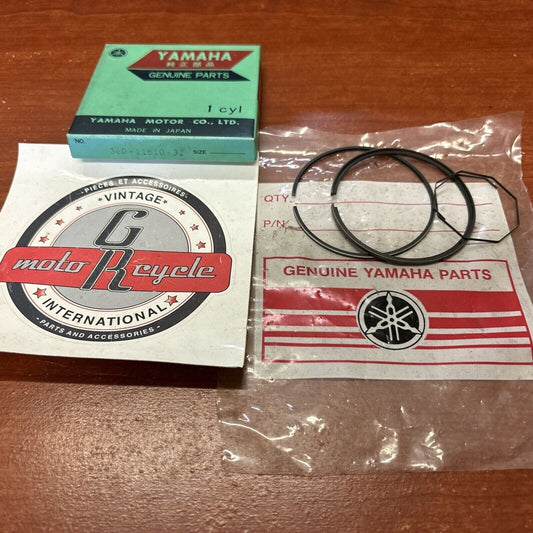 YAMAHA
純正部品
GENUINE PARTS
1 cyl
YAMAHA MOTOR CO., LTD.
MADE IN JAPAN
NO.
SIZE
- PIECES ET ACCESSOIRES -
VINTAGE
G
moto R cycle
INTERNATIONAL
- PARTS AND ACCESSORIES -
QTY.
P/N
GENUINE YAMAHA PARTS